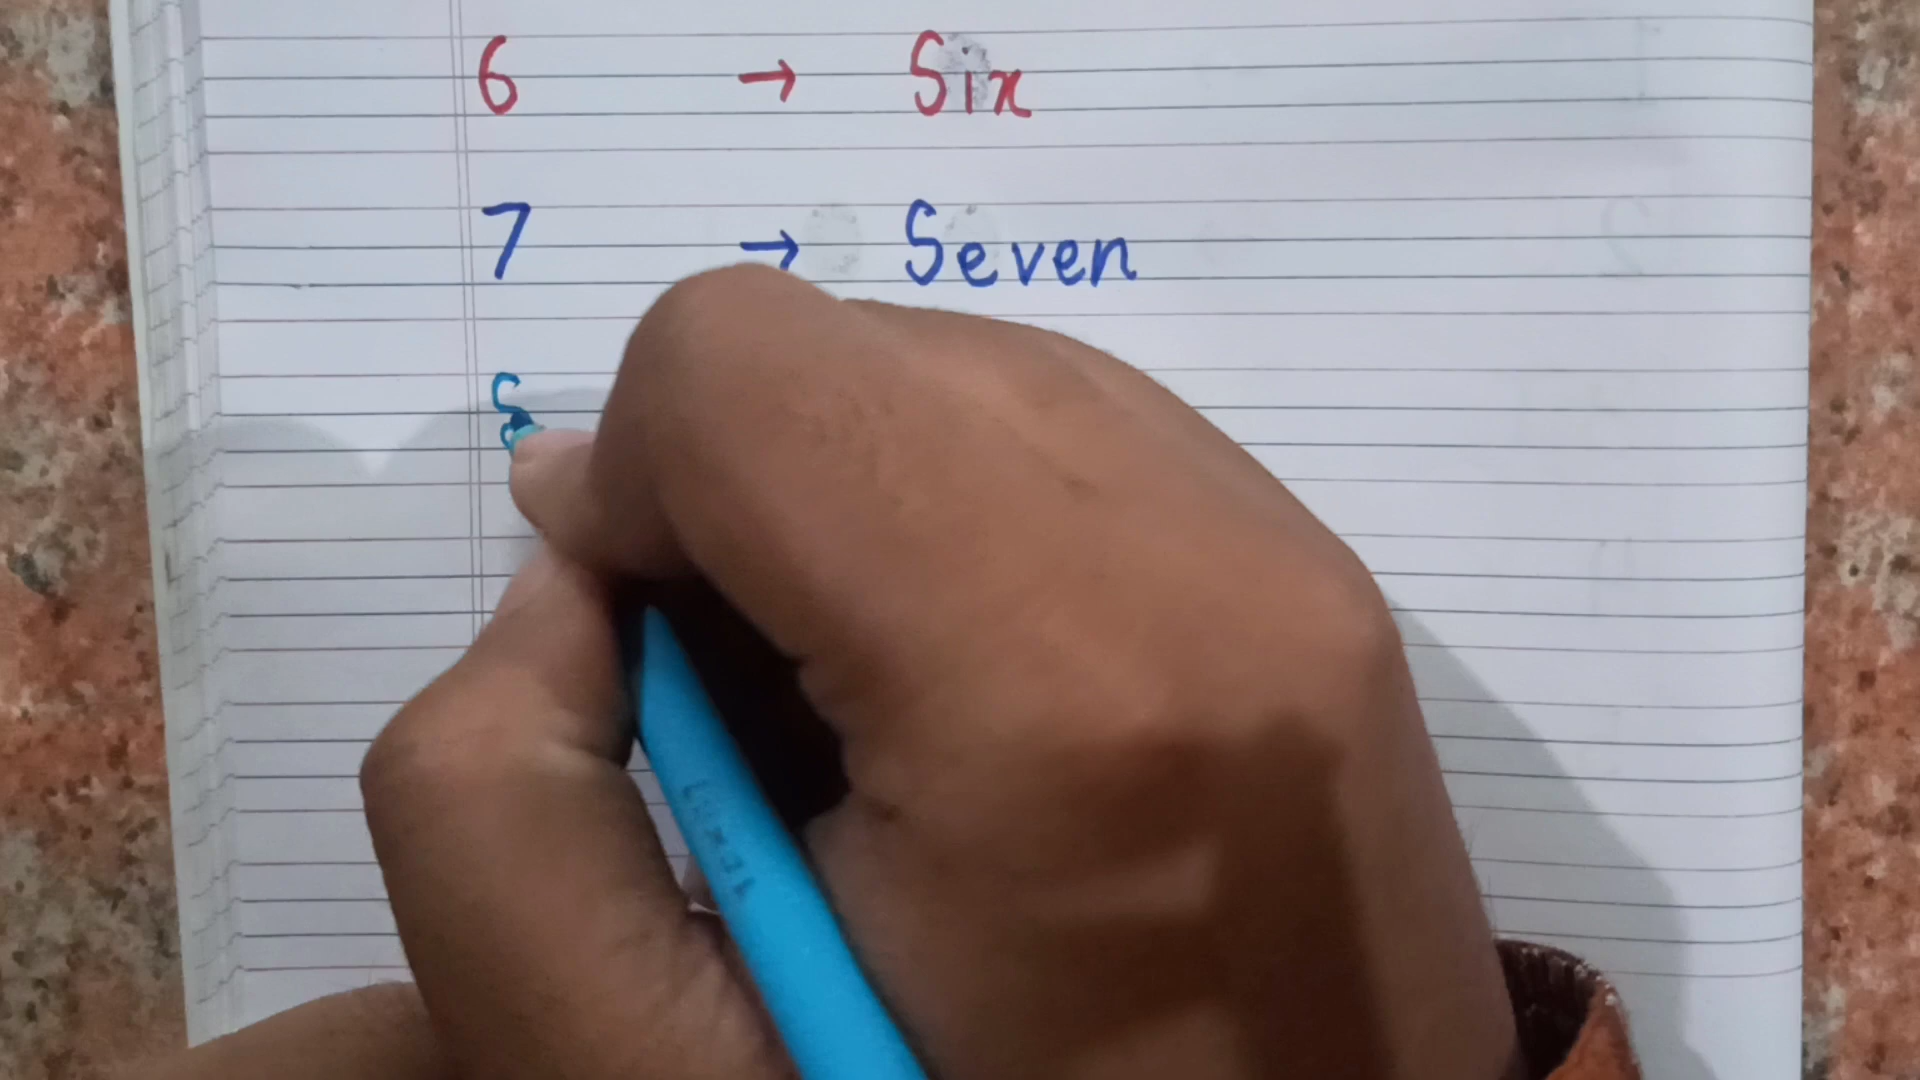 6 → Six
7 → Seven